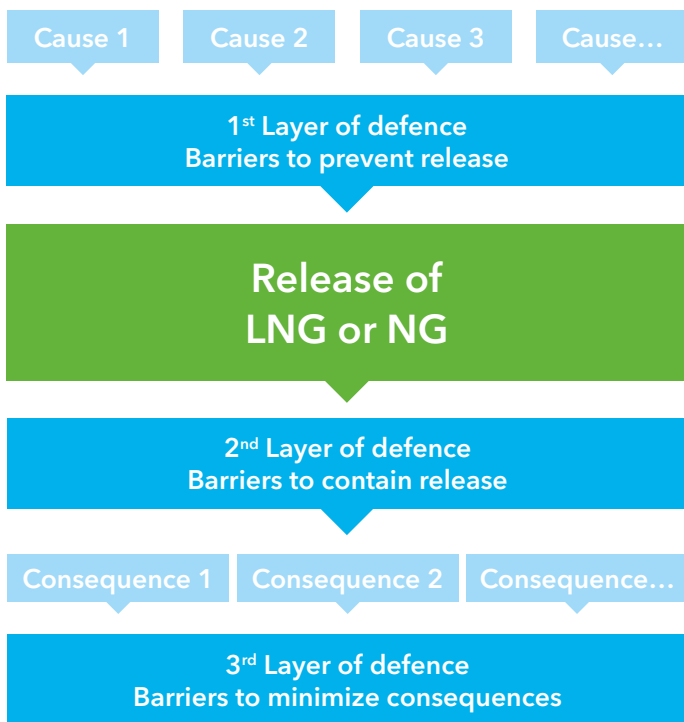 Cause 1
Cause 2
Cause 3
Cause…
1st Layer of defence
Barriers to prevent release
Release of
LNG or NG
2nd Layer of defence
Barriers to contain release
Consequence 1
Consequence 2
Consequence…
3rd Layer of defence
Barriers to minimize consequences